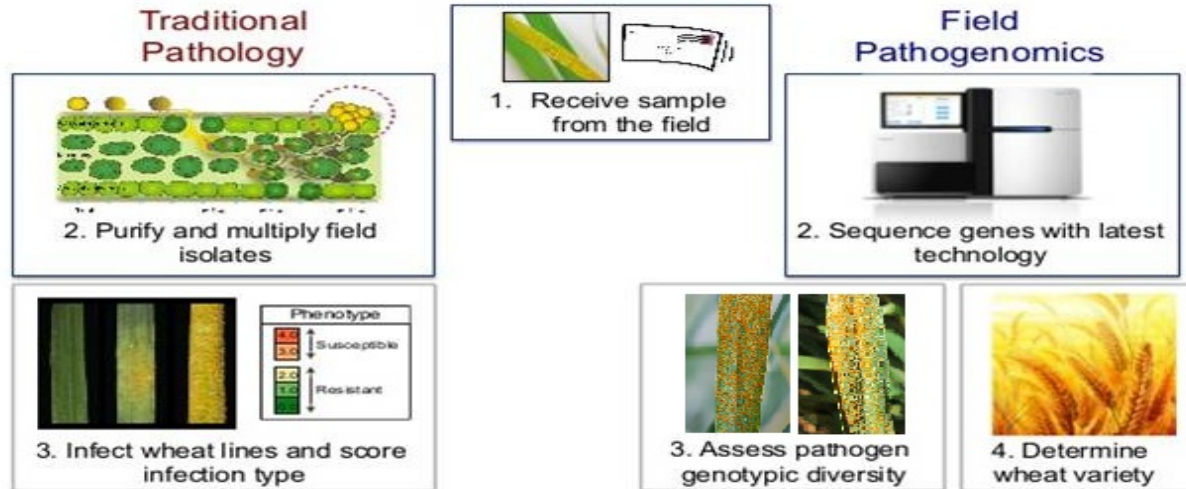 Traditional
Pathology
1. Receive sample
from the field
Field
Pathogenomics
2. Purify and multiply field
isolates
2. Sequence genes with latest
technology
Phenotype
4.0
3.0
Susceptible
2.0
1.0
0.0
Resistant
3. Infect wheat lines and score
infection type
3. Assess pathogen
genotypic diversity
4. Determine
wheat variety